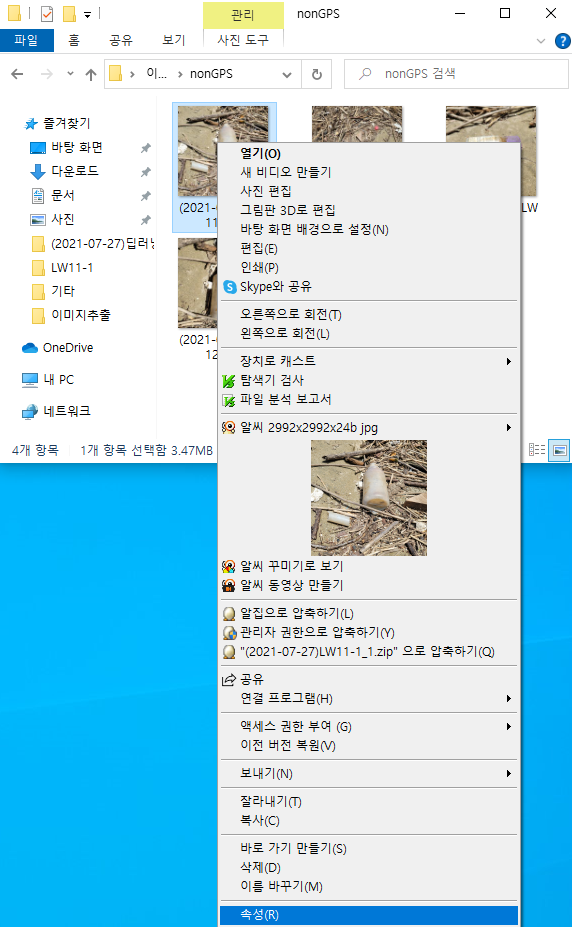 관리
nonGPS
파일
홈
공유
보기
사진 도구
이...
nonGPS
nonGPS 검색
즐겨찾기
바탕 화면
다운로드
문서
사진
(2021-07-27)딥러닝
LW11-1
기타
이미지추출
OneDrive
내 PC
네트워크
(2021-
11
LW
(2021-
12
4개 항목
1개 항목 선택함 3.47MB
열기(O)
새 비디오 만들기
사진 편집
그림판 3D로 편집
바탕 화면 배경으로 설정(N)
편집(E)
인쇄(P)
Skype와 공유
오른쪽으로 회전(T)
왼쪽으로 회전(L)
장치로 캐스트
탐색기 검사
파일 분석 보고서
알씨 2992x2992x24b jpg
알씨 꾸미기로 보기
알씨 동영상 만들기
알집으로 압축하기(L)
관리자 권한으로 압축하기(Y)
"(2021-07-27)LW11-1_1.zip" 으로 압축하기(Q)
공유
연결 프로그램(H)
액세스 권한 부여 (G)
이전 버전 복원(V)
보내기(N)
잘라내기(T)
복사(C)
바로 가기 만들기(S)
삭제(D)
이름 바꾸기(M)
속성(R)